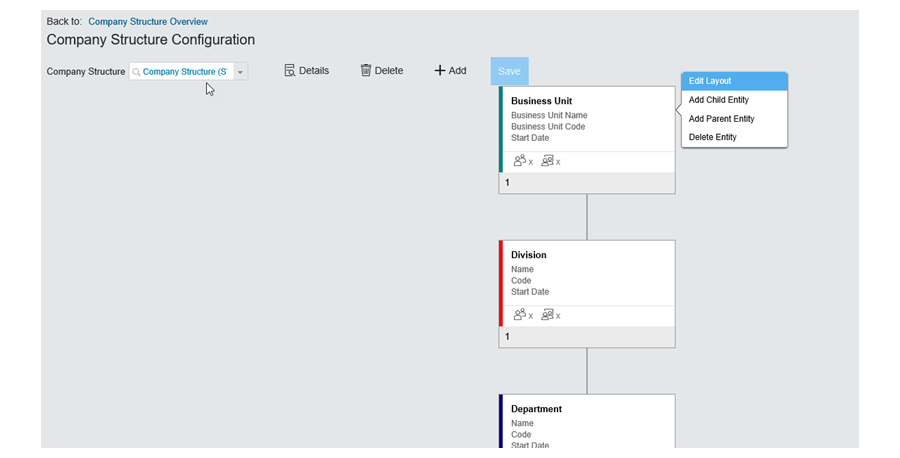 Back to: Company Structure Overview
Company Structure Configuration
Company Structure Company Structure (S Details Delete Add Save
Edit Layout
Add Child Entity
Add Parent Entity
Delete Entity
Business Unit
Business Unit Name
Business Unit Code
Start Date
x x
1
Division
Name
Code
Start Date
x x
1
Department
Name
Code
Start Date